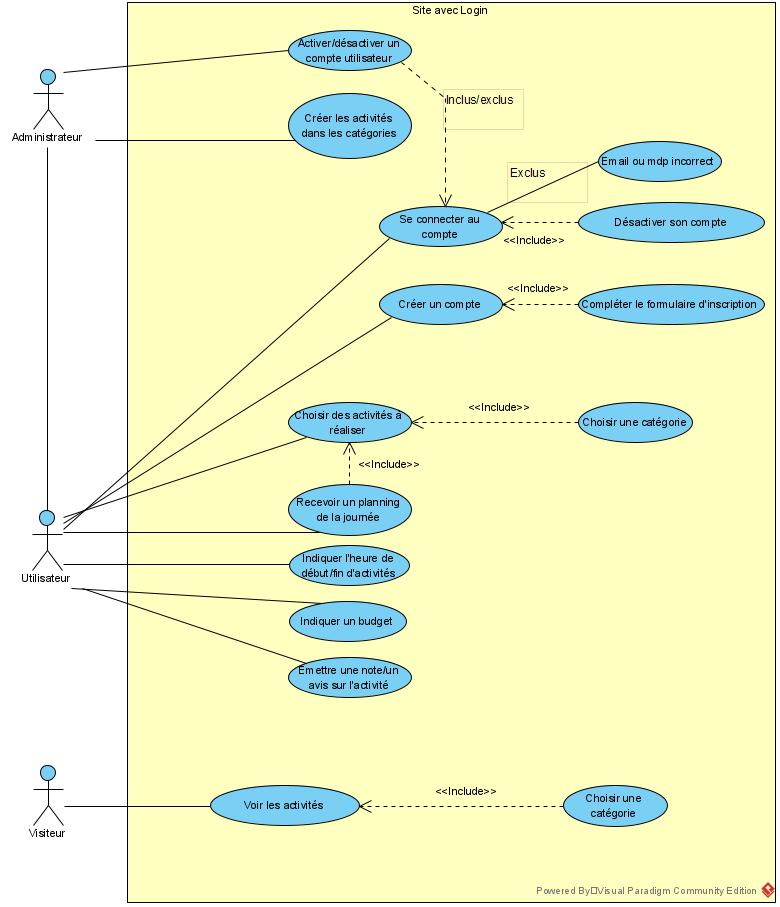 Site avec Login
Activer/désactiver un
compte utilisateur
Inclus/exclus
Créer les activités
dans les catégories
Administrateur
Email ou mdp incorrect
Exclus
Se connecter au
compte
Désactiver son compte
<<Include>>
<<Include>>
Créer un compte
Compléter le formulaire d'inscription
Choisir des activités à
réaliser
<<Include>>
Choisir une catégorie
<<Include>>
Recevoir un planning
de la journée
Utilisateur
Indiquer l'heure de
début/fin d'activités
Indiquer un budget
Emettre une note/un
avis sur l'activité
Visiteur
Voir les activités
<<Include>>
Choisir une
catégorie
Powered By Visual Paradigm Community Edition